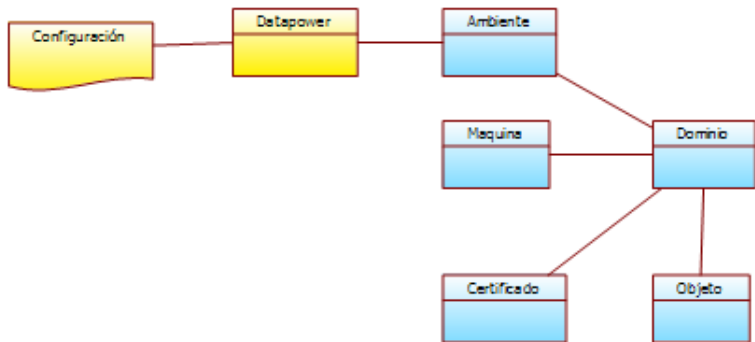 Configuración
Datapower
Ambiente
Maquina
Dominio
Certificado
Objeto